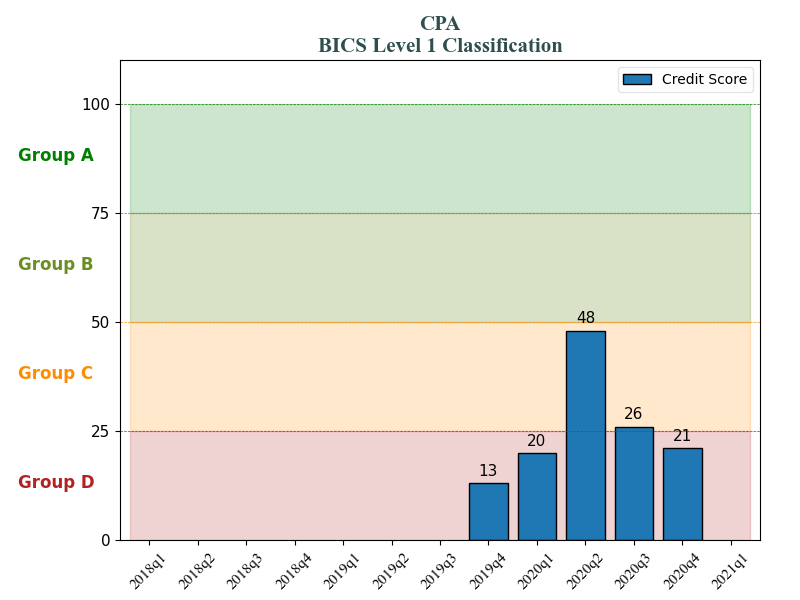 CPA
BICS Level 1 Classification
Credit Score
100
Group A
75
Group B
50
48
Group C
26
25
21
20
13
Group D
0
2018q1 2018q2 2018q3 2018q4 2019q1 2019q2 2019q3 2019q4 2020q1 2020q2 2020q3 2020q4 2021q1